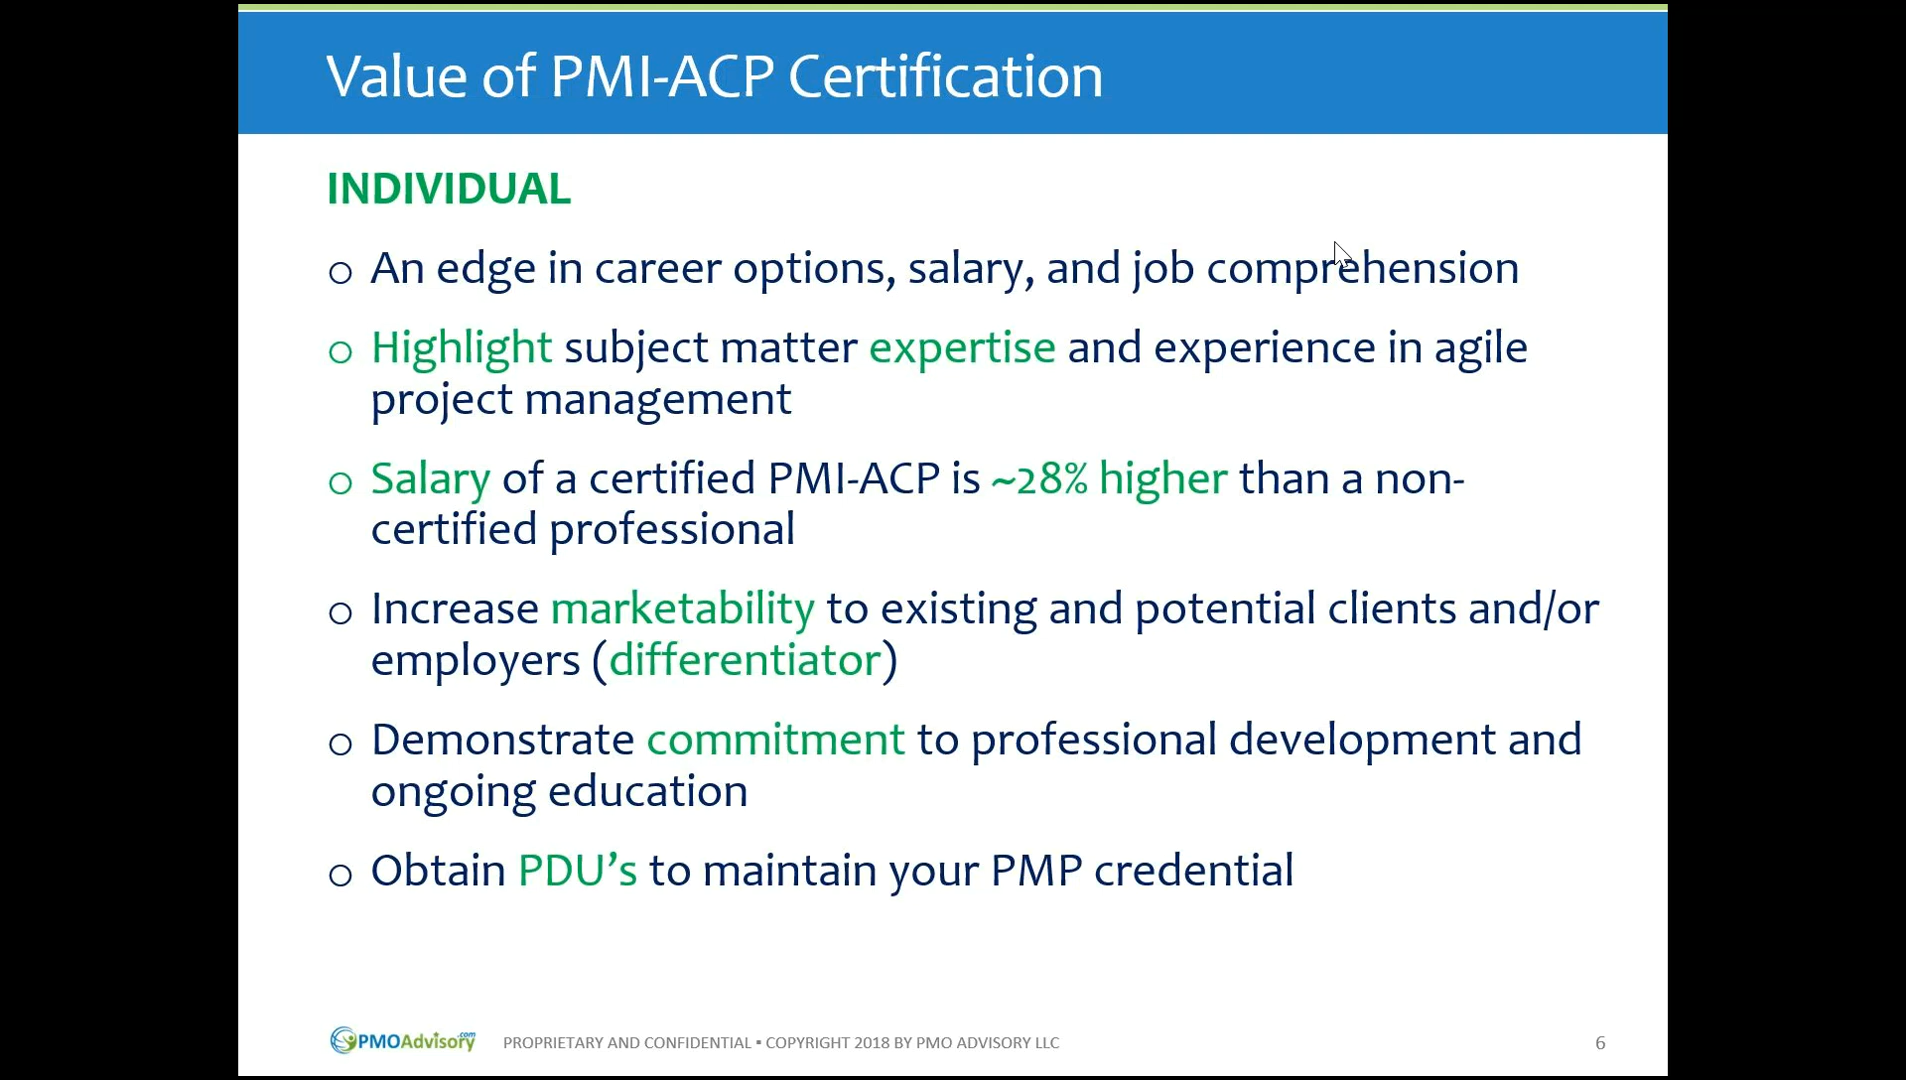 Value of PMI-ACP Certification
INDIVIDUAL
o An edge in career options, salary, and job comprehension
o Highlight subject matter expertise and experience in agile
project management
o Salary of a certified PMI-ACP is ~28% higher than a non-
certified professional
o Increase marketability to existing and potential clients and/or
employers (differentiator)
o Demonstrate commitment to professional development and
ongoing education
o Obtain PDU’s to maintain your PMP credential
PMOAdvisory.com PROPRIETARY AND CONFIDENTIAL ▪ COPYRIGHT 2018 BY PMO ADVISORY LLC 6